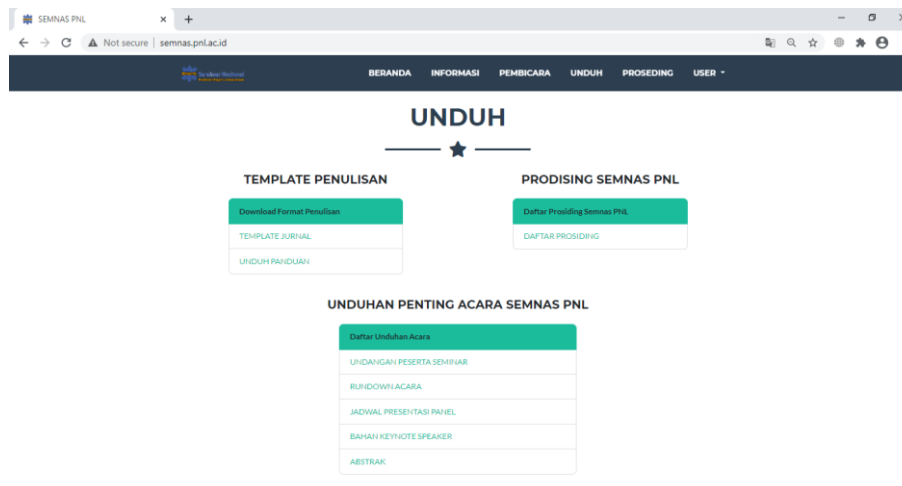 SEMNAS PNL
Not secure | semnas.pnl.ac.id
Seminar Nasional
BERANDA INFORMASI PEMBICARA UNDUH PROSEDING USER
UNDUH
TEMPLATE PENULISAN
Download Format Penulisan
TEMPLATE JURNAL
UNDUH PANDUAN
PRODISING SEMNAS PNL
Daftar Prosiding Semnas PNL
DAFTAR PROSIDING
UNDUHAN PENTING ACARA SEMNAS PNL
Daftar Unduhan Acara
UNDANGAN PESERTA SEMINAR
RUNDOWN ACARA
JADWAL PRESENTASI PANEL
BAHAN KEYNOTE SPEAKER
ABSTRAK